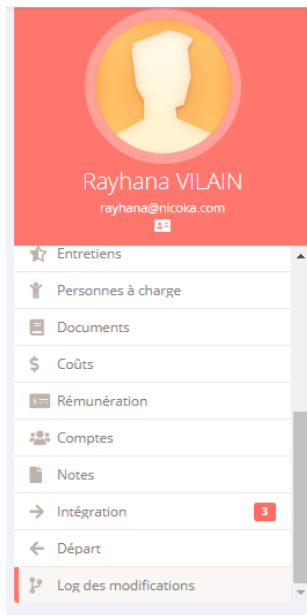 Rayhana VILAIN
rayhana@nicoka.com
Entretiens
Personnes à charge
Documents
Coûts
Rémunération
Comptes
Notes
Intégration 3
Départ
Log des modifications